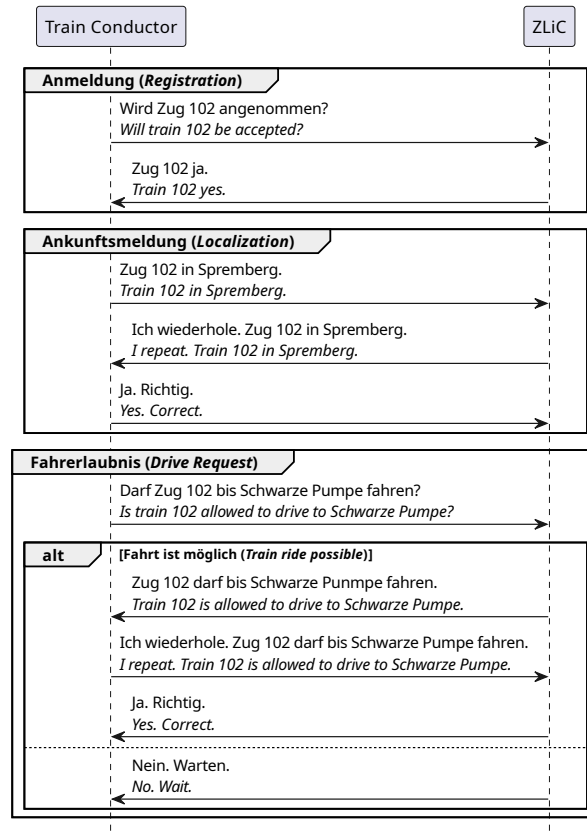 Train Conductor
ZLiC
Anmeldung (Registration)
Wird Zug 102 angenommen?
Will train 102 be accepted?
Zug 102 ja.
Train 102 yes.
Ankunftsmeldung (Localization)
Zug 102 in Spremberg.
Train 102 in Spremberg.
Ich wiederhole. Zug 102 in Spremberg.
I repeat. Train 102 in Spremberg.
Ja. Richtig.
Yes. Correct.
Fahrerlaubnis (Drive Request)
Darf Zug 102 bis Schwarze Pumpe fahren?
Is train 102 allowed to drive to Schwarze Pumpe?
alt [Fahrt ist möglich (Train ride possible)]
Zug 102 darf bis Schwarze Punmpe fahren.
Train 102 is allowed to drive to Schwarze Pumpe.
Ich wiederhole. Zug 102 darf bis Schwarze Pumpe fahren.
I repeat. Train 102 is allowed to drive to Schwarze Pumpe.
Ja. Richtig.
Yes. Correct.
Nein. Warten.
No. Wait.